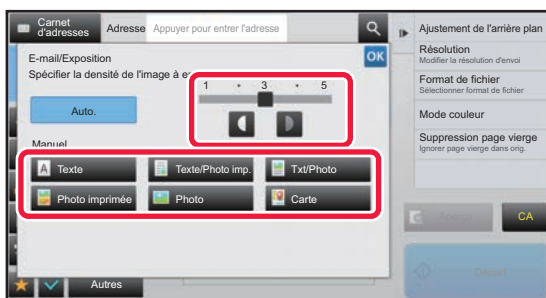 Carnet
d'adresses
Adresse
Appuyer pour entrer l'adresse
E-mail/Exposition
OK
Spécifier la densité de l'image à e
1 • 3 • 5
Auto.
Manuel
A Texte
Texte/Photo imp.
Txt/Photo
Photo imprimée
Photo
Carte
Autres
Ajustement de l'arrière plan
Résolution
Modifier la résolution d'envoi
Format de fichier
Sélectionner format de fichier
Mode couleur
Suppression page vierge
Ignorer page vierge dans orig.
CA
Départ